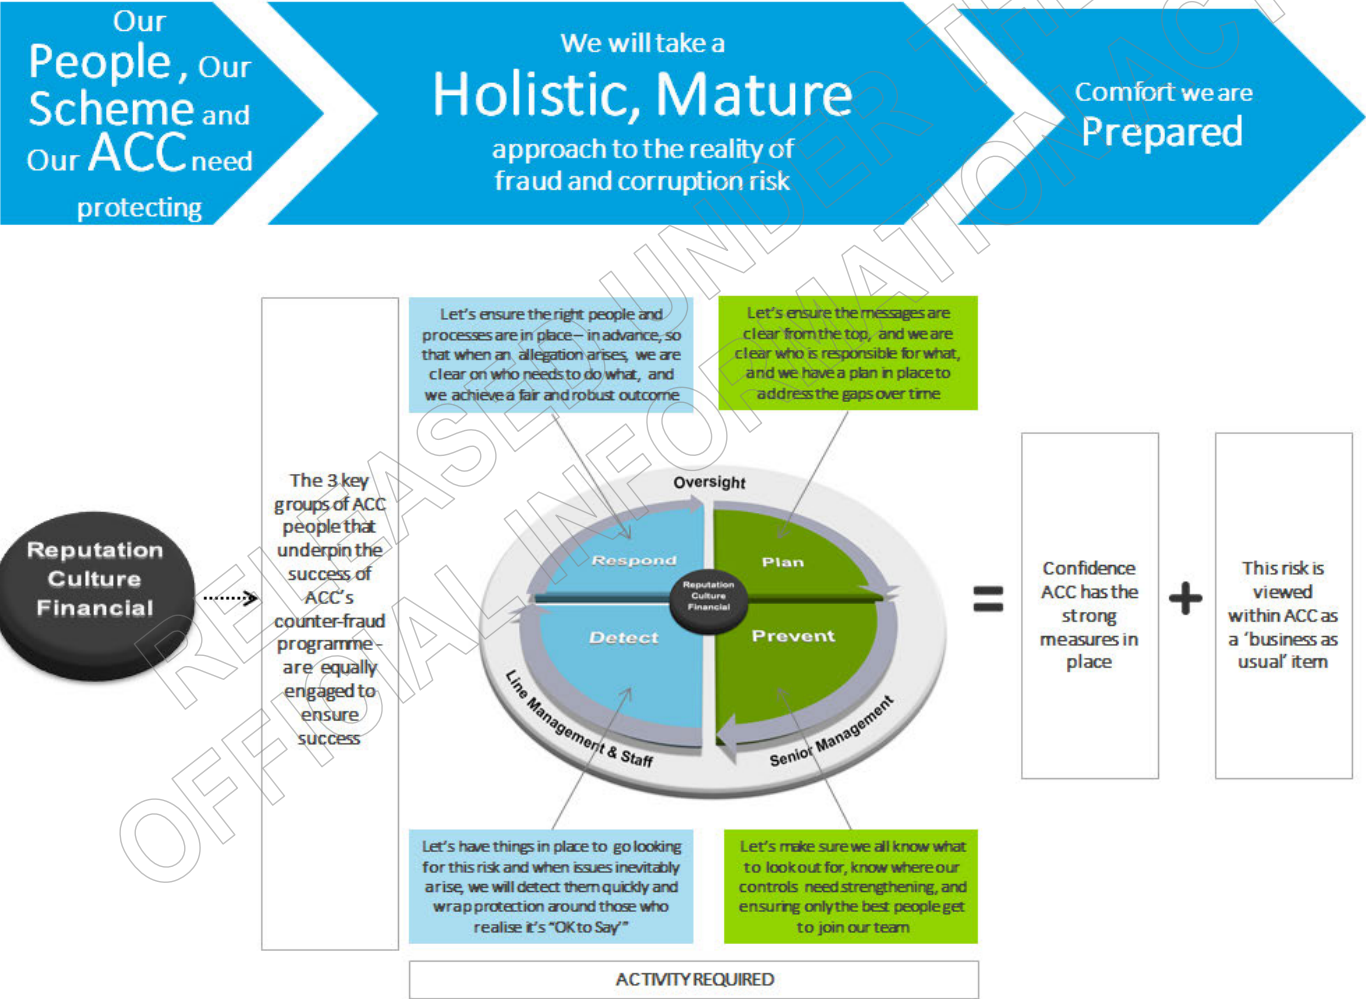 Our
People, Our
Scheme and
Our ACC need
protecting
We will take a
Holistic, Mature
approach to the reality of
fraud and corruption risk
Comfort we are
Prepared
Reputation
Culture
Financial
The 3 key
groups of ACC
people that
underpin the
success of
ACC's
counter-fraud
programme -
are equally
engaged to
ensure
success
Let's ensure the right people and
processes are in place – in advance, so
that when an allegation arises, we are
clear on who needs to do what, and
we achieve a fair and robust outcome
Let's ensure the messages are
clear from the top, and we are
clear who is responsible for what,
and we have a plan in place to
address the gaps over time
Oversight
Respond
Plan
Reputation
Culture
Financial
Detect
Prevent
Line Management & Staff
Senior Management
=
Confidence
ACC has the
strong
measures in
place
+
This risk is
viewed
within ACC as
a 'business as
usual' item
Let's have things in place to go looking
for this risk and when issues inevitably
arise, we will detect them quickly and
wrap protection around those who
realise it's "OK to Say'"
Let's make sure we all know what
to look out for, know where our
controls need strengthening, and
ensuring only the best people get
to join our team
ACTIVITY REQUIRED
RELEASED UNDER THE
OFFICIAL INFORMATION ACT